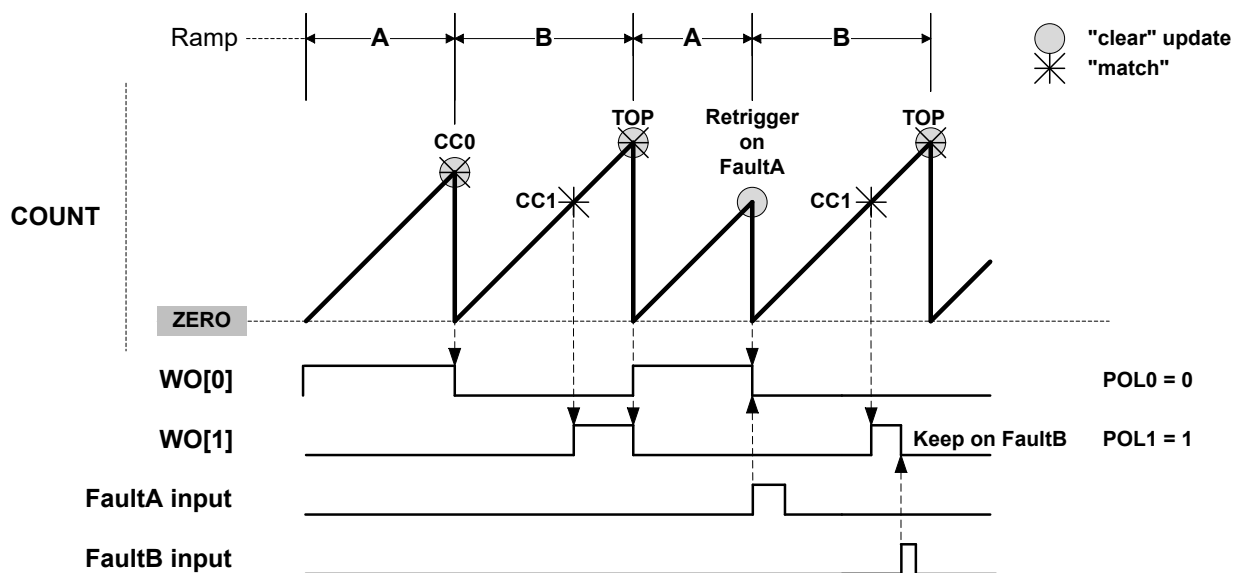 Ramp
A
B
A
B
"clear" update
"match"
CC0
TOP
Retrigger
on
FaultA
TOP
CC1
CC1
COUNT
ZERO
WO[0]
POL0 = 0
WO[1]
Keep on FaultB
POL1 = 1
FaultA input
FaultB input